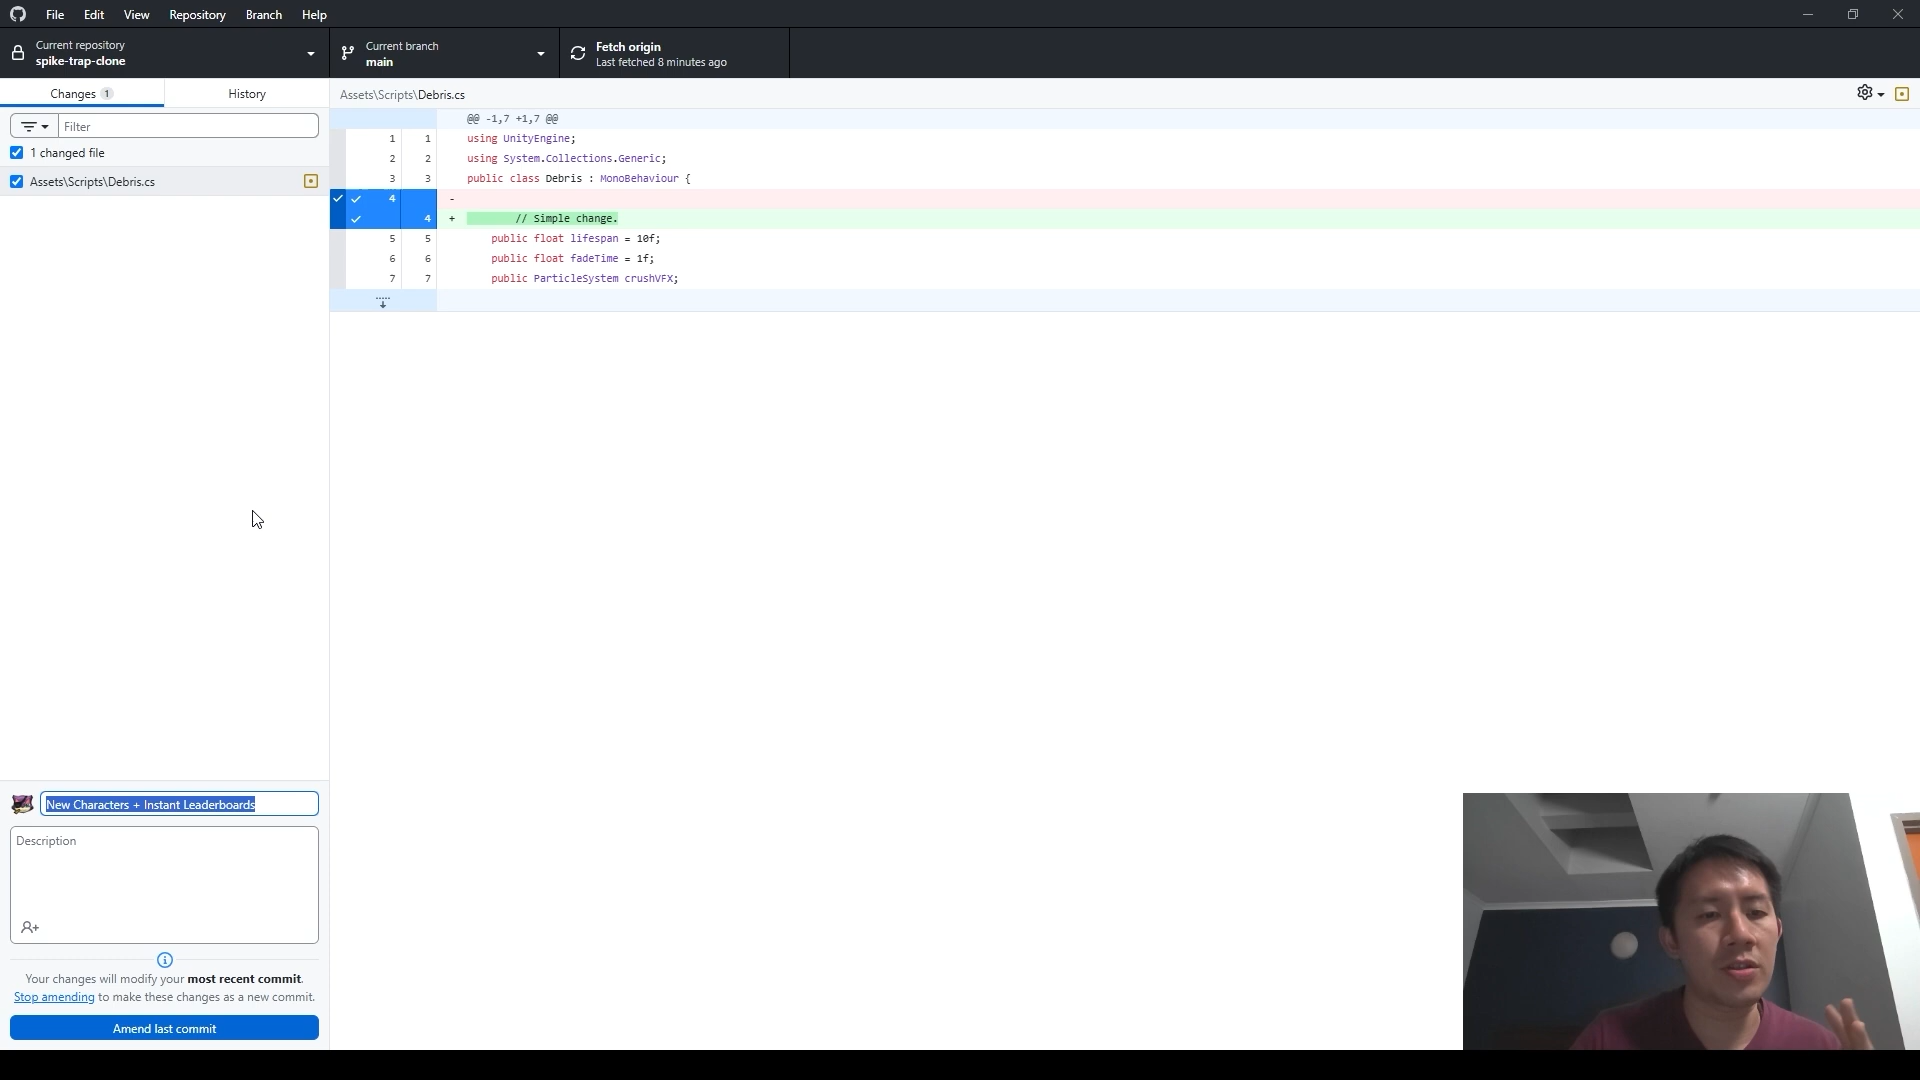 File Edit View Repository Branch Help
Current repository
spike-trap-clone
Current branch
main
Fetch origin
Last fetched 8 minutes ago
Changes 1
History
Assets\Scripts\Debris.cs
Filter
1 changed file
Assets\Scripts\Debris.cs
@@ -1,7 +1,7 @@
1 1 using UnityEngine;
2 2 using System.Collections.Generic;
3 3 public class Debris : MonoBehaviour {
4 -
4 + // Simple change.
5 5 public float lifespan = 10f;
6 6 public float fadeTime = 1f;
7 7 public ParticleSystem crushVFX;
New Characters + Instant Leaderboards
Description
Your changes will modify your most recent commit.
Stop amending to make these changes as a new commit.
Amend last commit